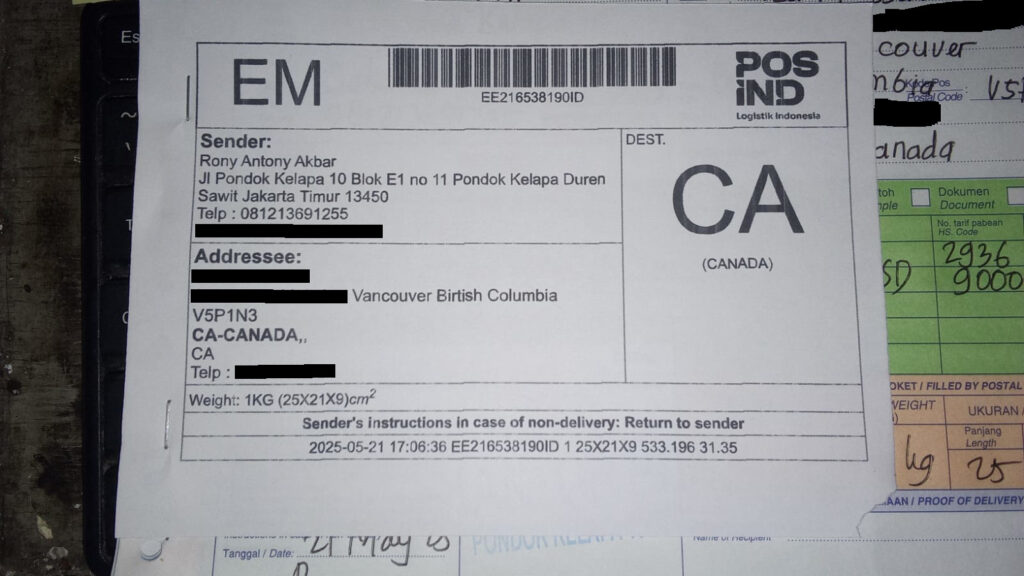 EM
EE216538190ID
POS
IND
Logistik Indonesia
Sender:
Rony Antony Akbar
Jl Pondok Kelapa 10 Blok E1 no 11 Pondok Kelapa Duren
Sawit Jakarta Timur 13450
Telp : 081213691255
DEST.
CA
(CANADA)
Addressee:
Vancouver Birtish Columbia
V5P1N3
CA-CANADA,,
CA
Telp :
Weight: 1KG (25X21X9)cm²
Sender's instructions in case of non-delivery: Return to sender
2025-05-21 17:06:36 EE216538190ID 1 25X21X9 533.196 31.35
Es
~
couver
Postal Code :
anada
Dokumen
Document
No. tarif pabean
HS. Code
2936
9000
OKET / FILLED BY POSTAL
EIGHT
UKURAN
Panjang
Length
kg
25
AAN / PROOF OF DELIVERY
Tanggal / Date:
21 May 25
Name of Recipient